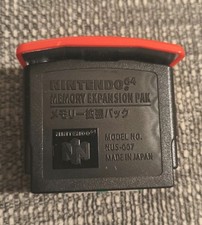 NINTENDO64
MEMORY EXPANSION PAK
メモリー拡張パック
NINTENDO64
N
MODEL NO.
NUS-007
MADE IN JAPAN